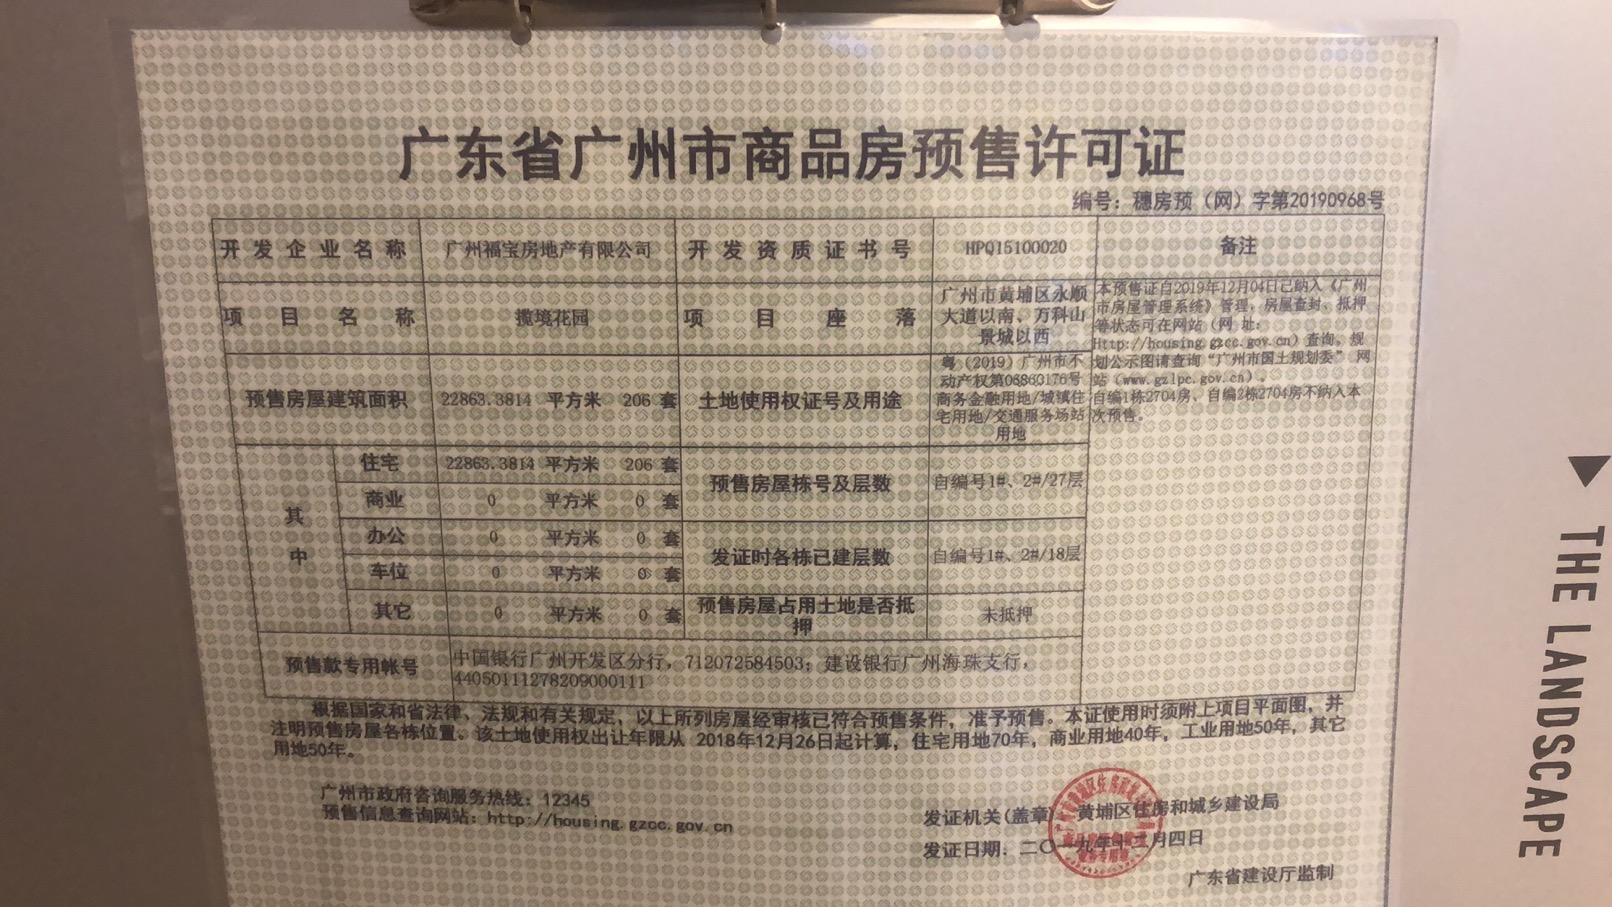 广东省广州市商品房预售许可证
编号：穗房预（网）字第20190968号
开发企业名称
广州福宝房地产有限公司
开发资质证书号
HPQ15100020
备注
项目名称
揽境花园
项目座落
广州市黄埔区永顺
大道以南、万科山
景城以西
本预售证自2019年12月04日已纳入《广州
市房屋管理系统》管理，房屋查封、抵押
等状态可在网站（网 址：
Http://housing.gzcc.gov.cn）查询，规
划公示图请查询“广州市国土规划委” 网
站（www.gzlpc.gov.cn）。
自编1栋2704房、自编2栋2704房不纳入本
次预售。
预售房屋建筑面积
22863.3814 平方米 206 套
土地使用权证号及用途
粤（2019）广州市不
动产权第06860176号
商务金融用地/城镇住
宅用地/交通服务场站
用地
其中
住宅
22863.3814 平方米 206 套
商业
0 平方米 0 套
办公
0 平方米 0 套
车位
0 平方米 0 套
其它
0 平方米 0 套
预售房屋栋号及层数
自编号1#、2#/27层
发证时各栋已建层数
自编号1#、2#/18层
预售房屋占用土地是否抵
押
未抵押
预售款专用帐号
中国银行广州开发区分行，712072584503；建设银行广州海珠支行，
44050111278209000111
根据国家和省法律、法规和有关规定，以上所列房屋经审核已符合预售条件，准予预售。本证使用时须附上项目平面图，并
注明预售房屋各栋位置。该土地使用权出让年限从 2018年12月26日起计算，住宅用地70年，商业用地40年，工业用地50年，其它
用地50年。
广州市政府咨询服务热线：12345
预售信息查询网站：http://housing.gzcc.gov.cn
发证机关(盖章) 黄埔区住房和城乡建设局
发证日期：二〇一九年十二月四日
广东省建设厅监制
THE LANDSCAPE